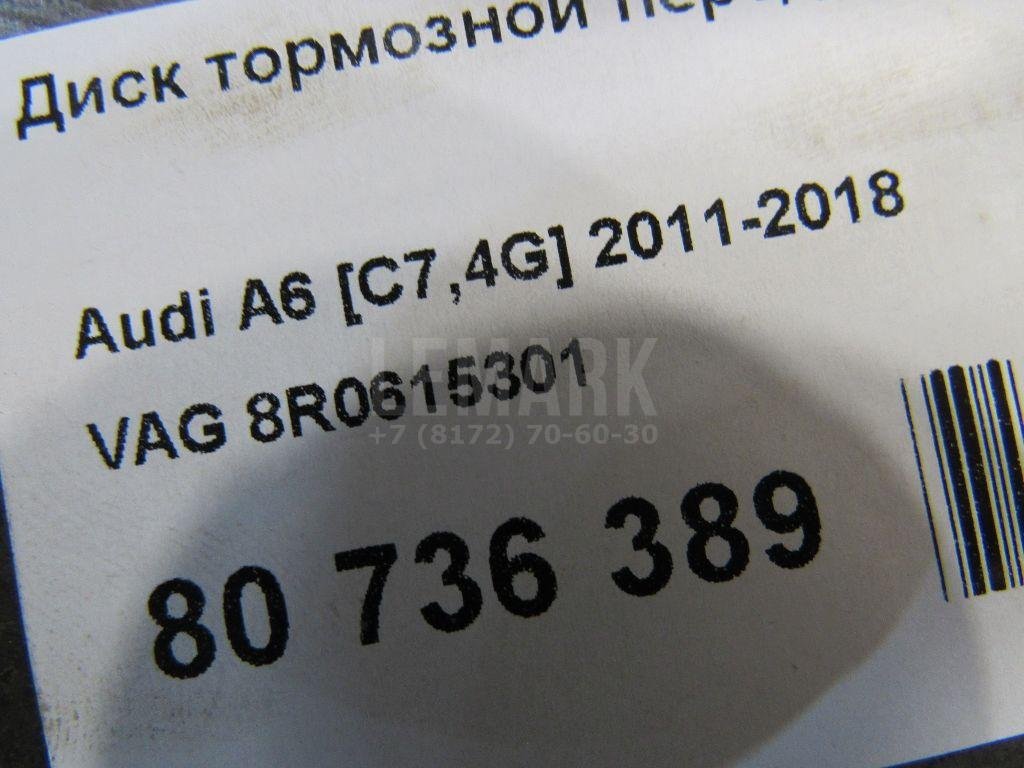 Диск тормозной
Audi A6 [C7,4G] 2011-2018
VAG 8R0615301
LEMARK
+7 (8172) 70-60-30
80 736 389